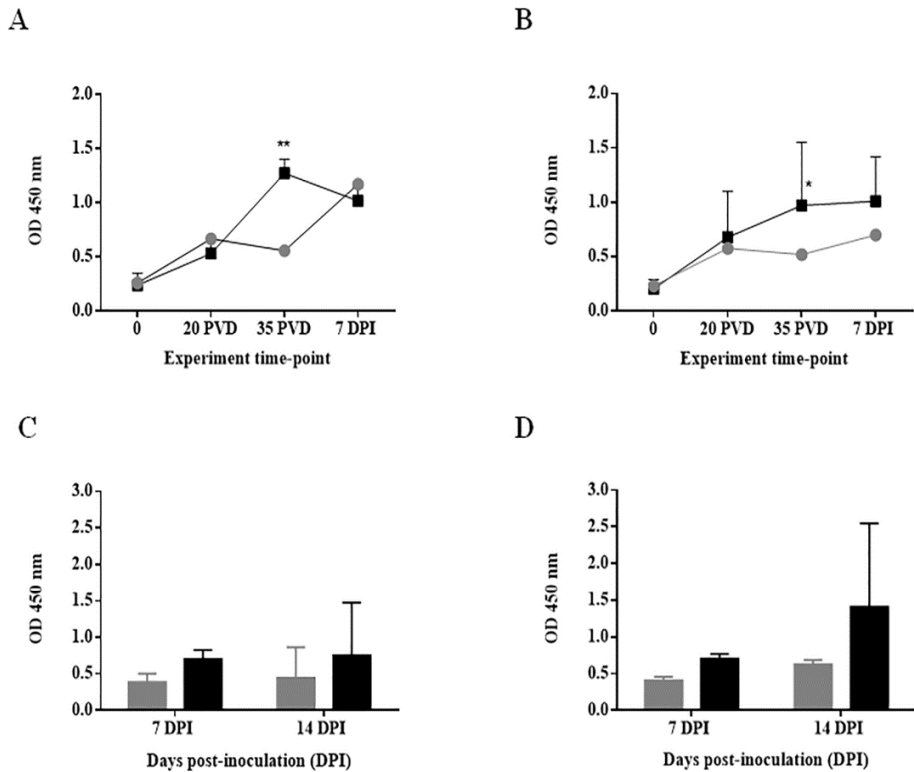 A
B
2.0
1.5
1.0
0.5
0.0
OD 450 nm
**
0 20 PVD 35 PVD 7 DPI
Experiment time-point
2.0
1.5
1.0
0.5
0.0
OD 450 nm
*
0 20 PVD 35 PVD 7 DPI
Experiment time-point
C
D
3.0
2.5
2.0
1.5
1.0
0.5
0.0
OD 450 nm
7 DPI 14 DPI
Days post-inoculation (DPI)
3.0
2.5
2.0
1.5
1.0
0.5
0.0
OD 450 nm
7 DPI 14 DPI
Days post-inoculation (DPI)